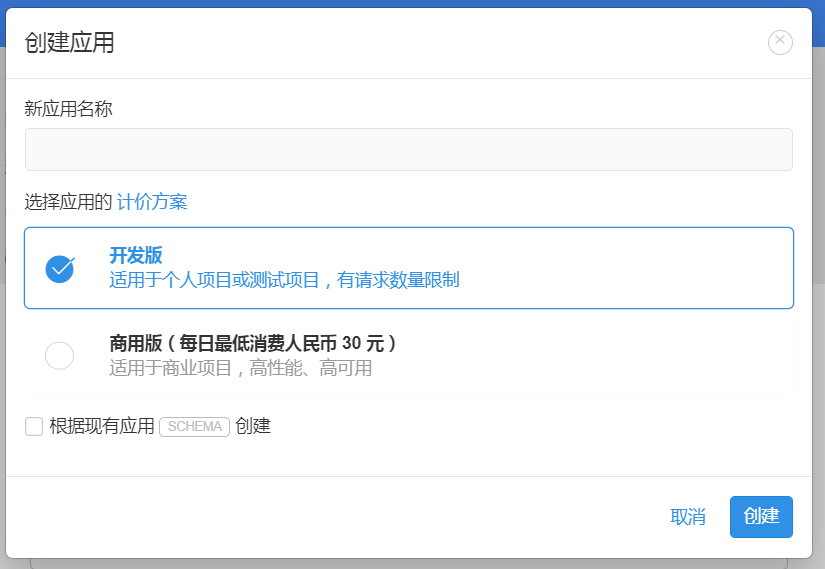 创建应用
新应用名称
选择应用的 计价方案
开发版
适用于个人项目或测试项目，有请求数量限制
商用版（每日最低消费人民币 30 元）
适用于商业项目，高性能、高可用
根据现有应用 SCHEMA 创建
取消 创建